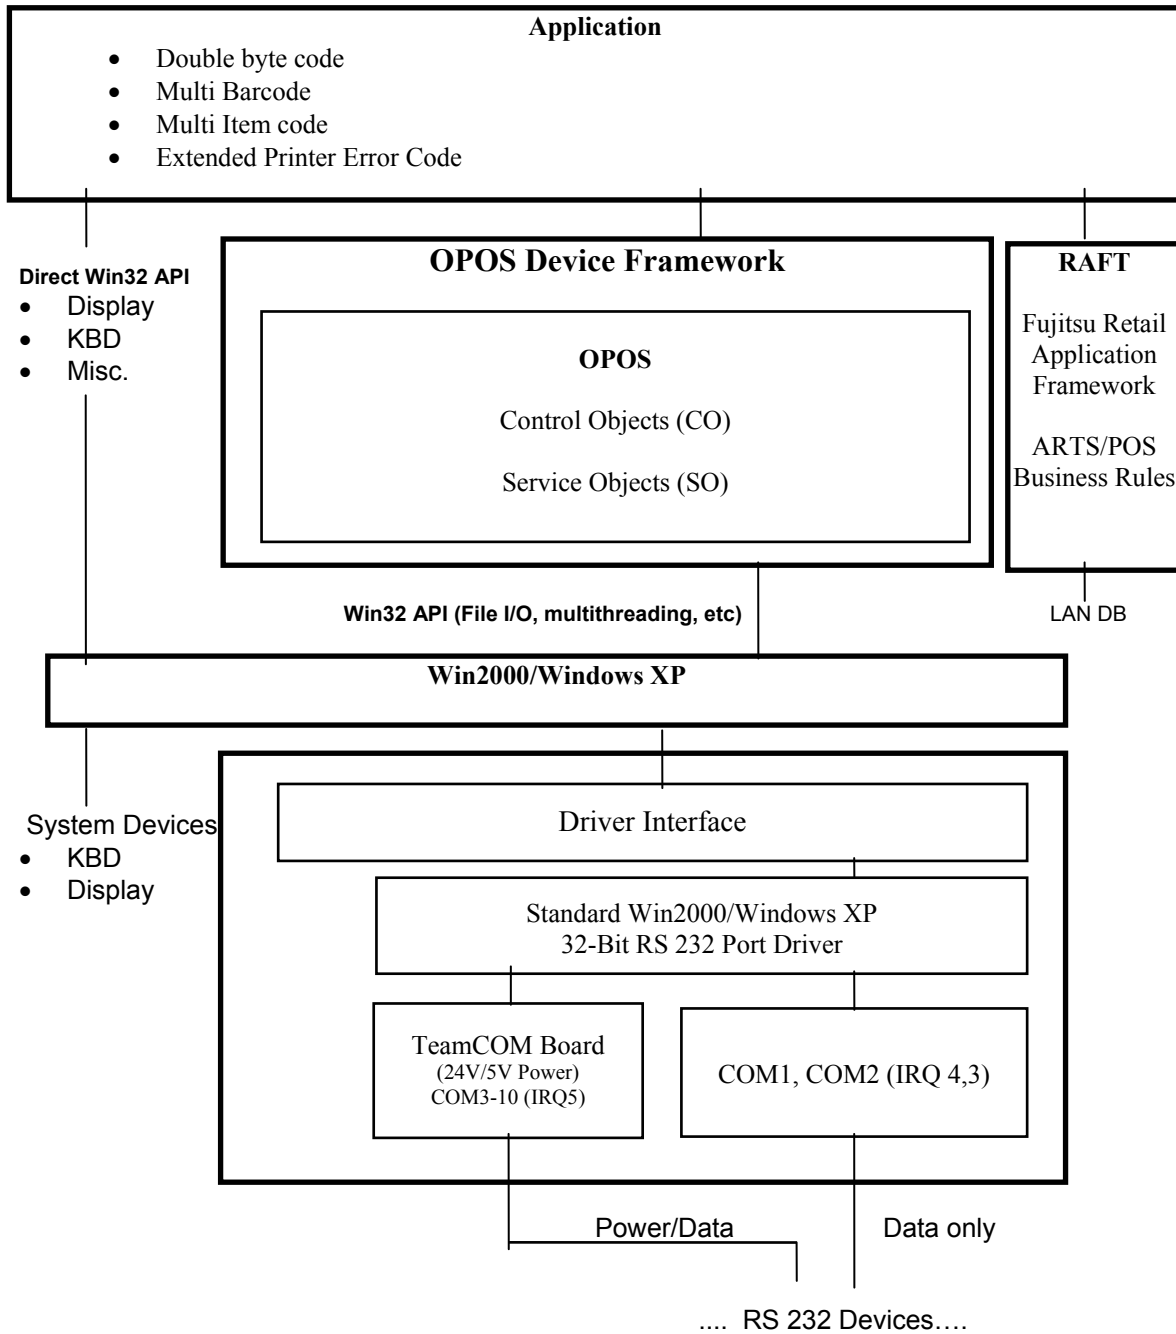 Application
• Double byte code
• Multi Barcode
• Multi Item code
• Extended Printer Error Code
Direct Win32 API
• Display
• KBD
• Misc.
OPOS Device Framework
OPOS
Control Objects (CO)
Service Objects (SO)
RAFT
Fujitsu Retail
Application
Framework
ARTS/POS
Business Rules
Win32 API (File I/O, multithreading, etc)
LAN DB
Win2000/Windows XP
System Devices
• KBD
• Display
Driver Interface
Standard Win2000/Windows XP
32-Bit RS 232 Port Driver
TeamCOM Board
(24V/5V Power)
COM3-10 (IRQ5)
COM1, COM2 (IRQ 4,3)
Power/Data
Data only
.... RS 232 Devices....